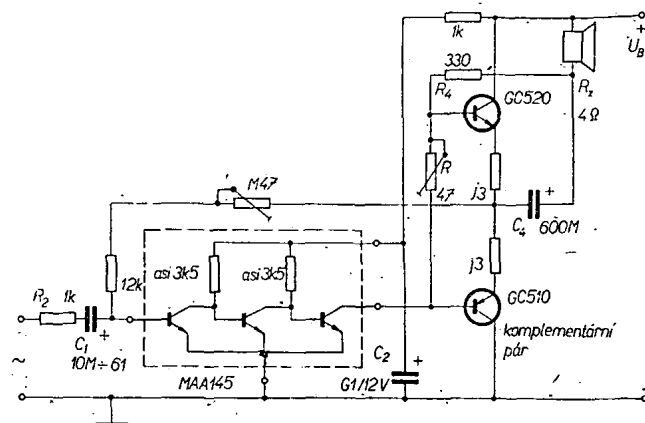 1k
+
U_B
330
R_4
GC520
R_z
4Ω
M47
R
47
j3
+
C_4 600M
12k
asi 3k5
asi 3k5
j3
GC510
R_2 1k
+
C_1
10M÷61
komplementární
pár
~
MAA145
C_2 +
G1/12V